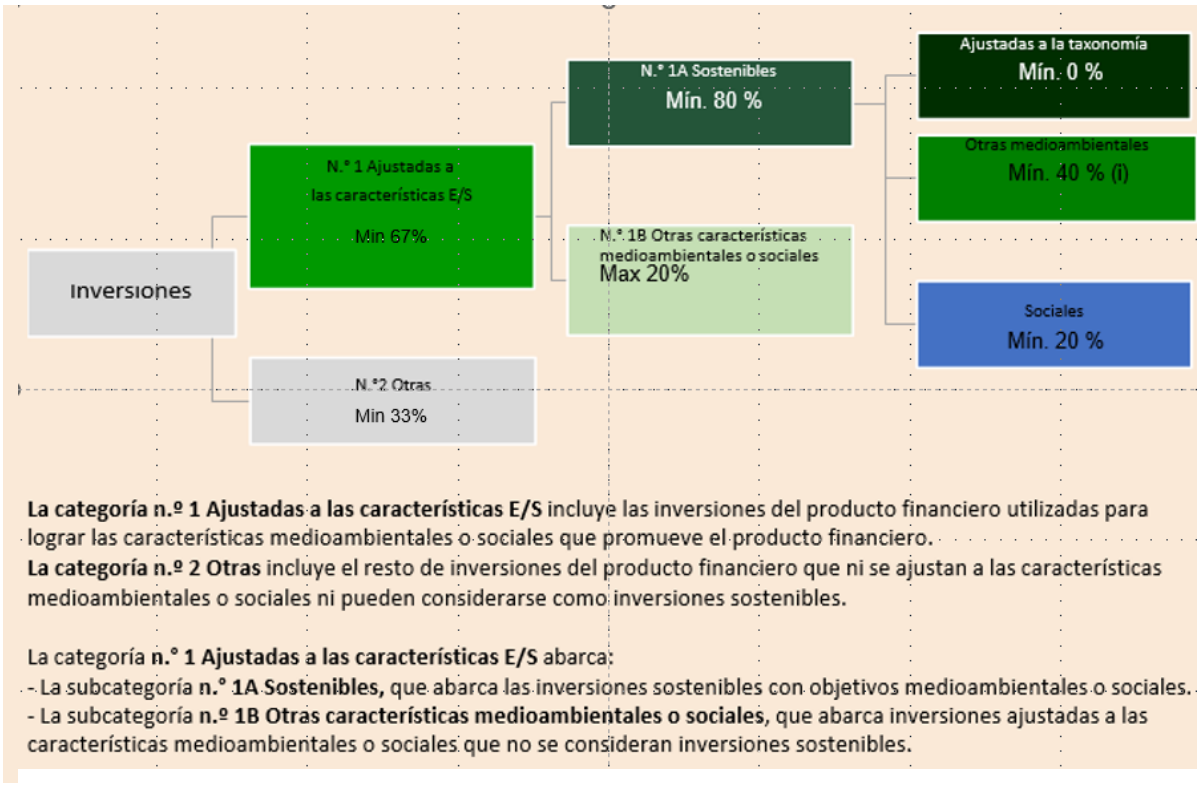 Inversiones
N.° 1 Ajustadas a
las características E/S
Min 67%
N.°2 Otras
Min 33%
N.° 1A Sostenibles
Mín. 80 %
N.° 1B Otras características
medioambientales o sociales
Max 20%
Ajustadas a la taxonomía
Mín. 0 %
Otras medioambientales
Mín. 40 % (i)
Sociales
Mín. 20 %
La categoría n.º 1 Ajustadas a las características E/S incluye las inversiones del producto financiero utilizadas para
lograr las características medioambientales o sociales que promueve el producto financiero.
La categoría n.º 2 Otras incluye el resto de inversiones del producto financiero que ni se ajustan a las características
medioambientales o sociales ni pueden considerarse como inversiones sostenibles.
La categoría n.° 1 Ajustadas a las características E/S abarca:
- La subcategoría n.° 1A Sostenibles, que abarca las inversiones sostenibles con objetivos medioambientales o sociales.
- La subcategoría n.º 1B Otras características medioambientales o sociales, que abarca inversiones ajustadas a las
características medioambientales o sociales que no se consideran inversiones sostenibles.